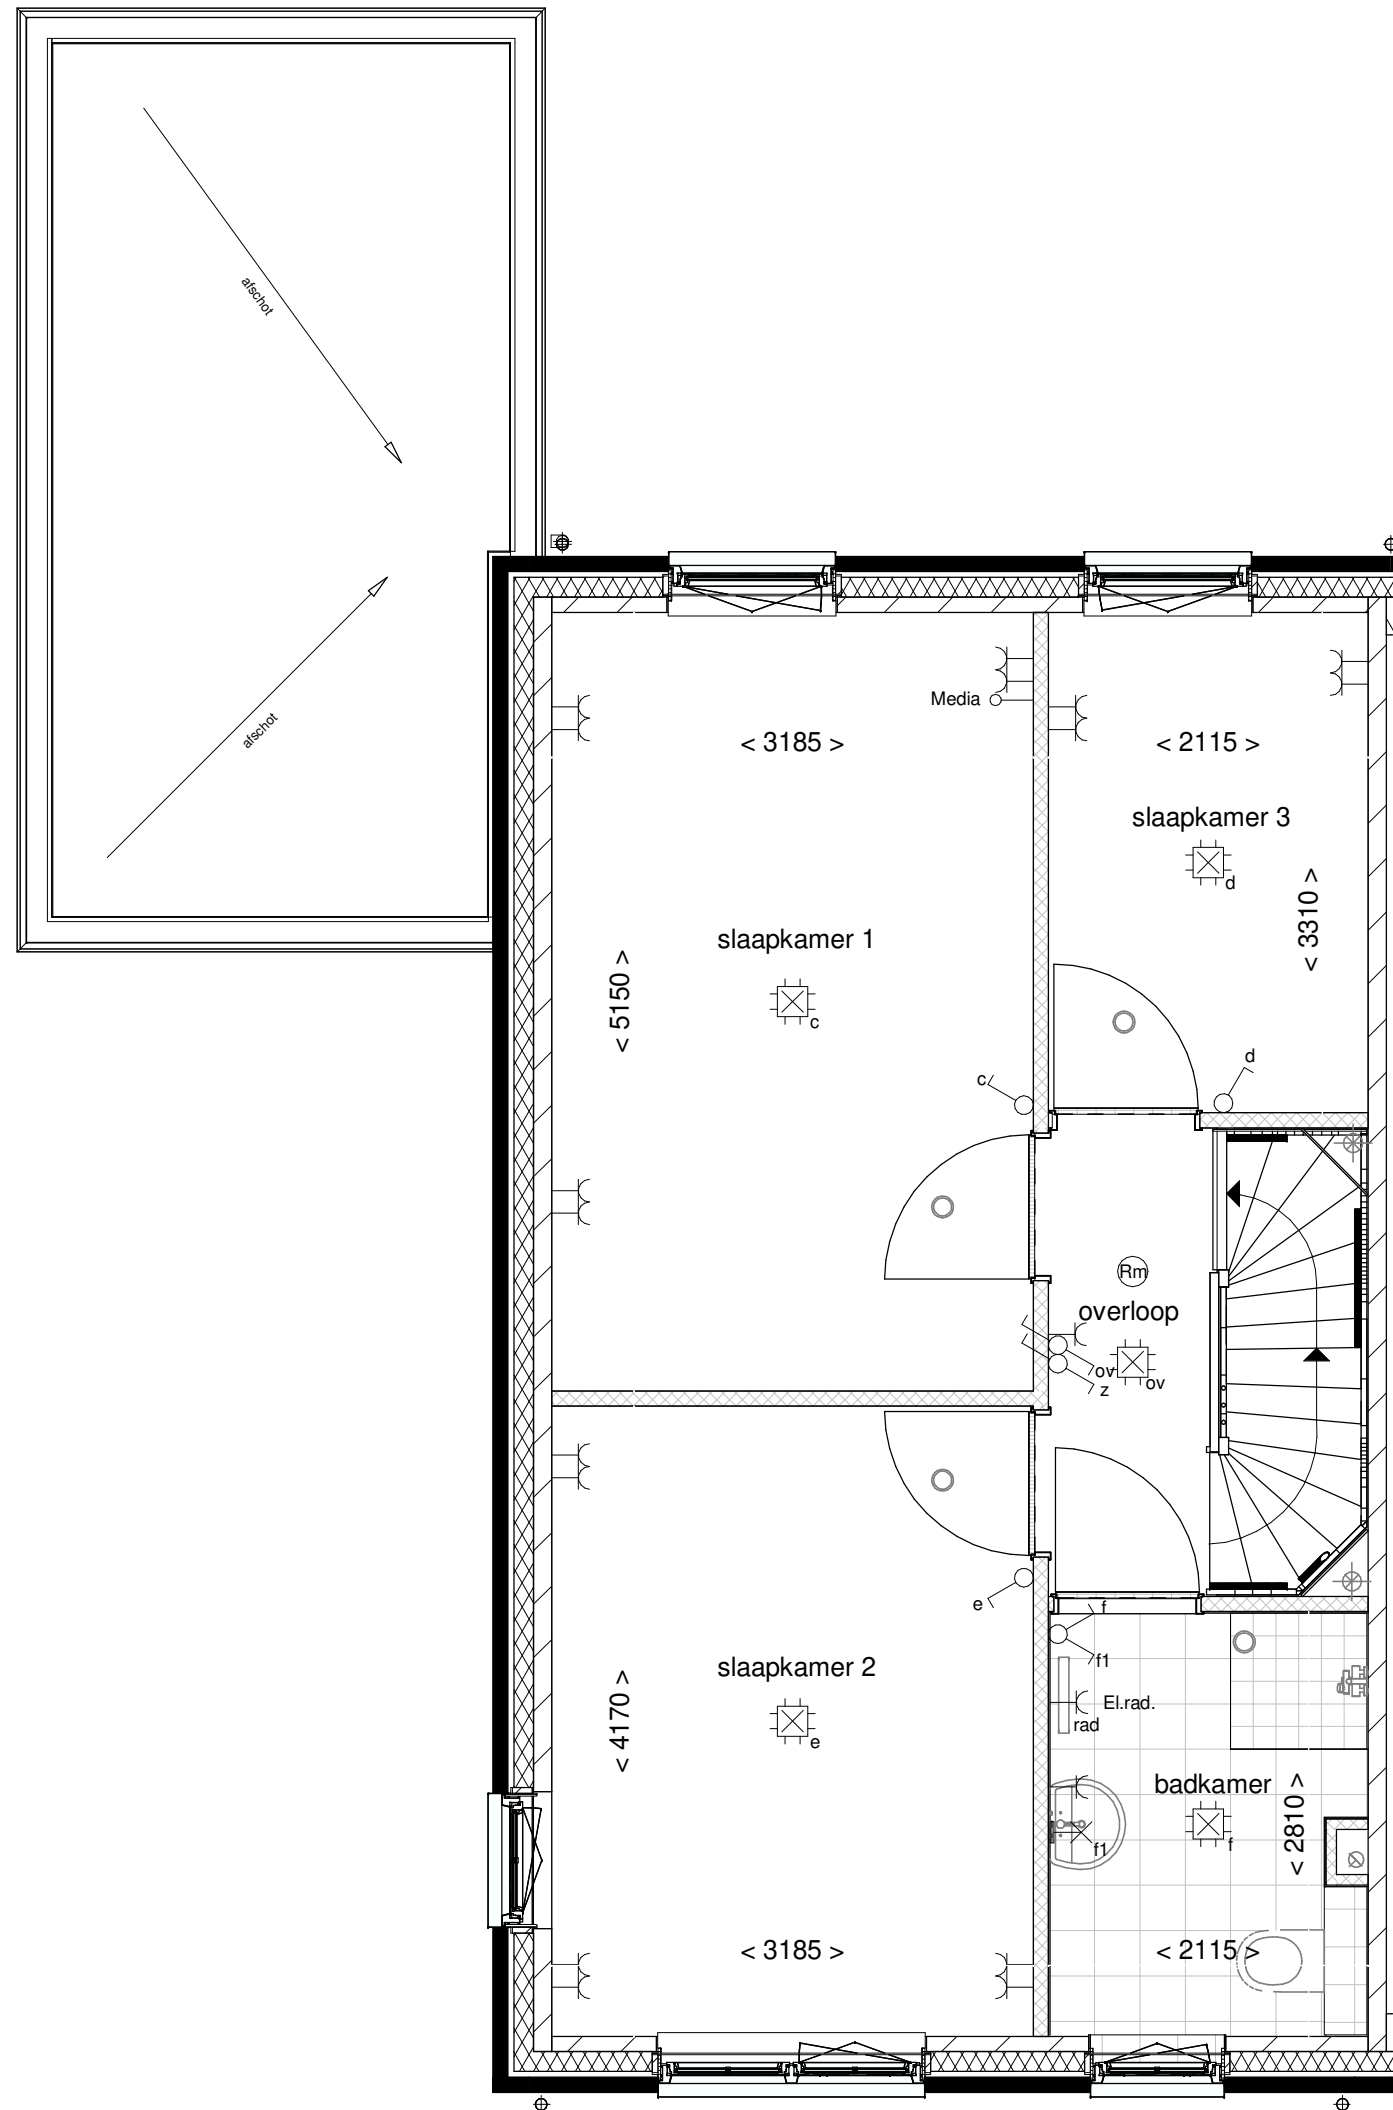 afschot
afschot
Media
< 3185 >
< 2115 >
slaapkamer 3
d
< 3310 >
slaapkamer 1
c
< 5150 >
c
d
Rm
overloop
ov
ov
z
e
slaapkamer 2
e
< 4170 >
f
f1
El.rad.
rad
badkamer
f
f1
< 2810 >
< 3185 >
< 2115 >